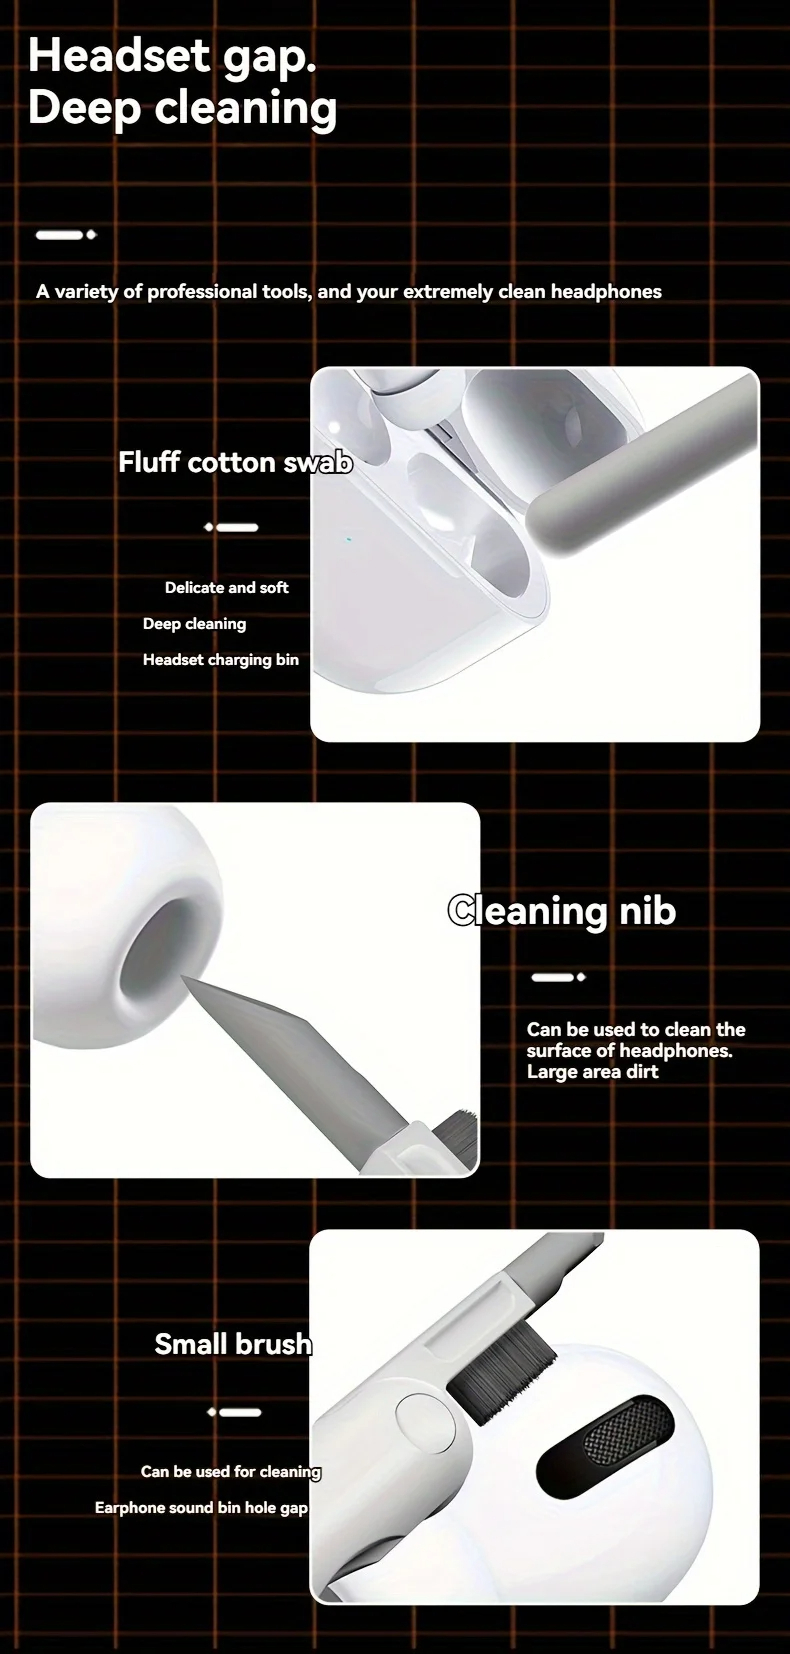 Headset gap.
Deep cleaning
A variety of professional tools, and your extremely clean headphones
Fluff cotton swab
Delicate and soft
Deep cleaning
Headset charging bin
Cleaning nib
Can be used to clean the
surface of headphones.
Large area dirt
Small brush
Can be used for cleaning
Earphone sound bin hole gap